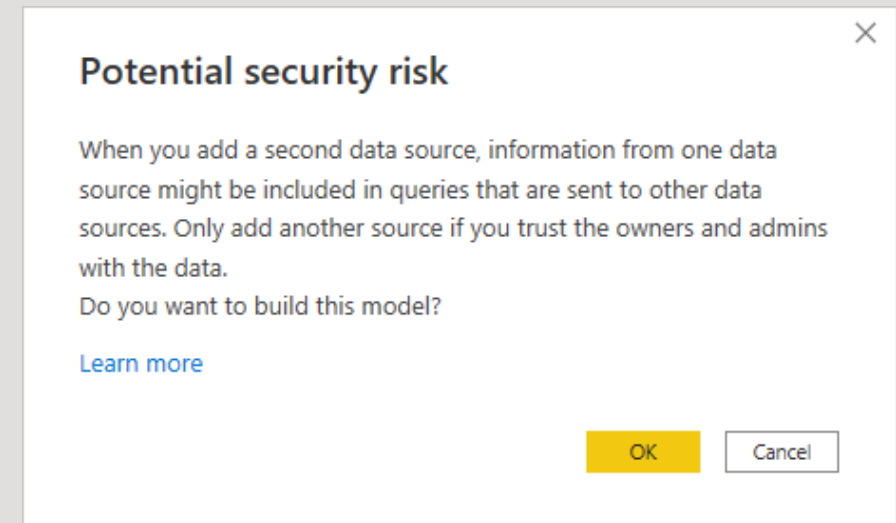 Potential security risk
When you add a second data source, information from one data
source might be included in queries that are sent to other data
sources. Only add another source if you trust the owners and admins
with the data.
Do you want to build this model?
Learn more
OK
Cancel